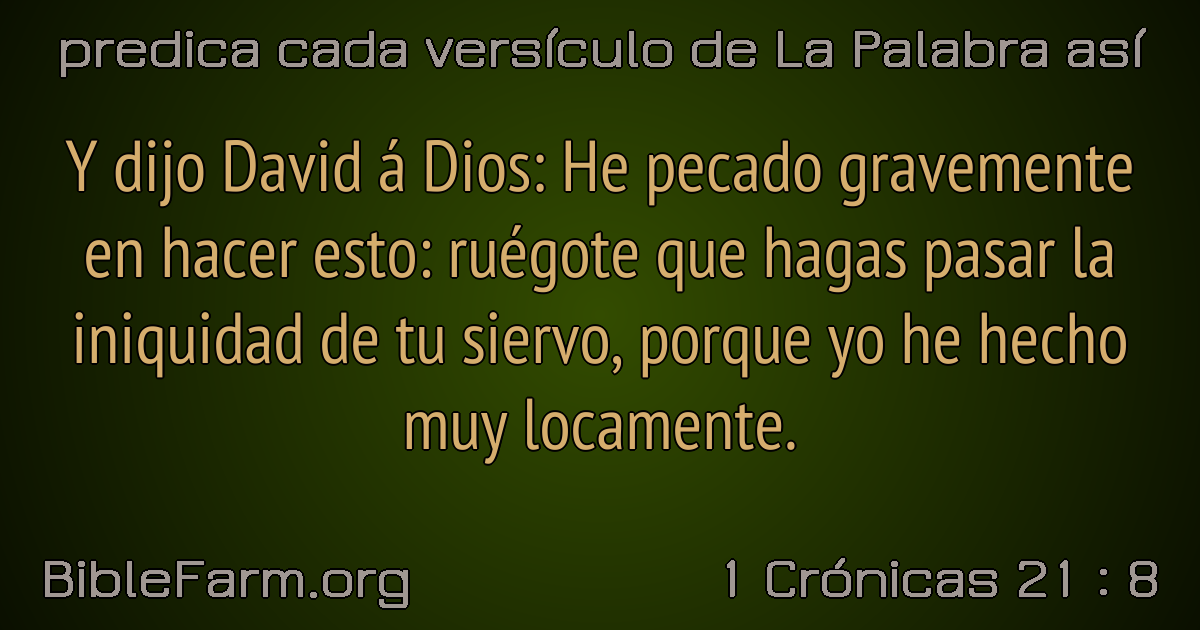 predica cada versículo de La Palabra así
Y dijo David á Dios: He pecado gravemente
en hacer esto: ruégote que hagas pasar la
iniquidad de tu siervo, porque yo he hecho
muy locamente.
BibleFarm.org
1 Crónicas 21 : 8